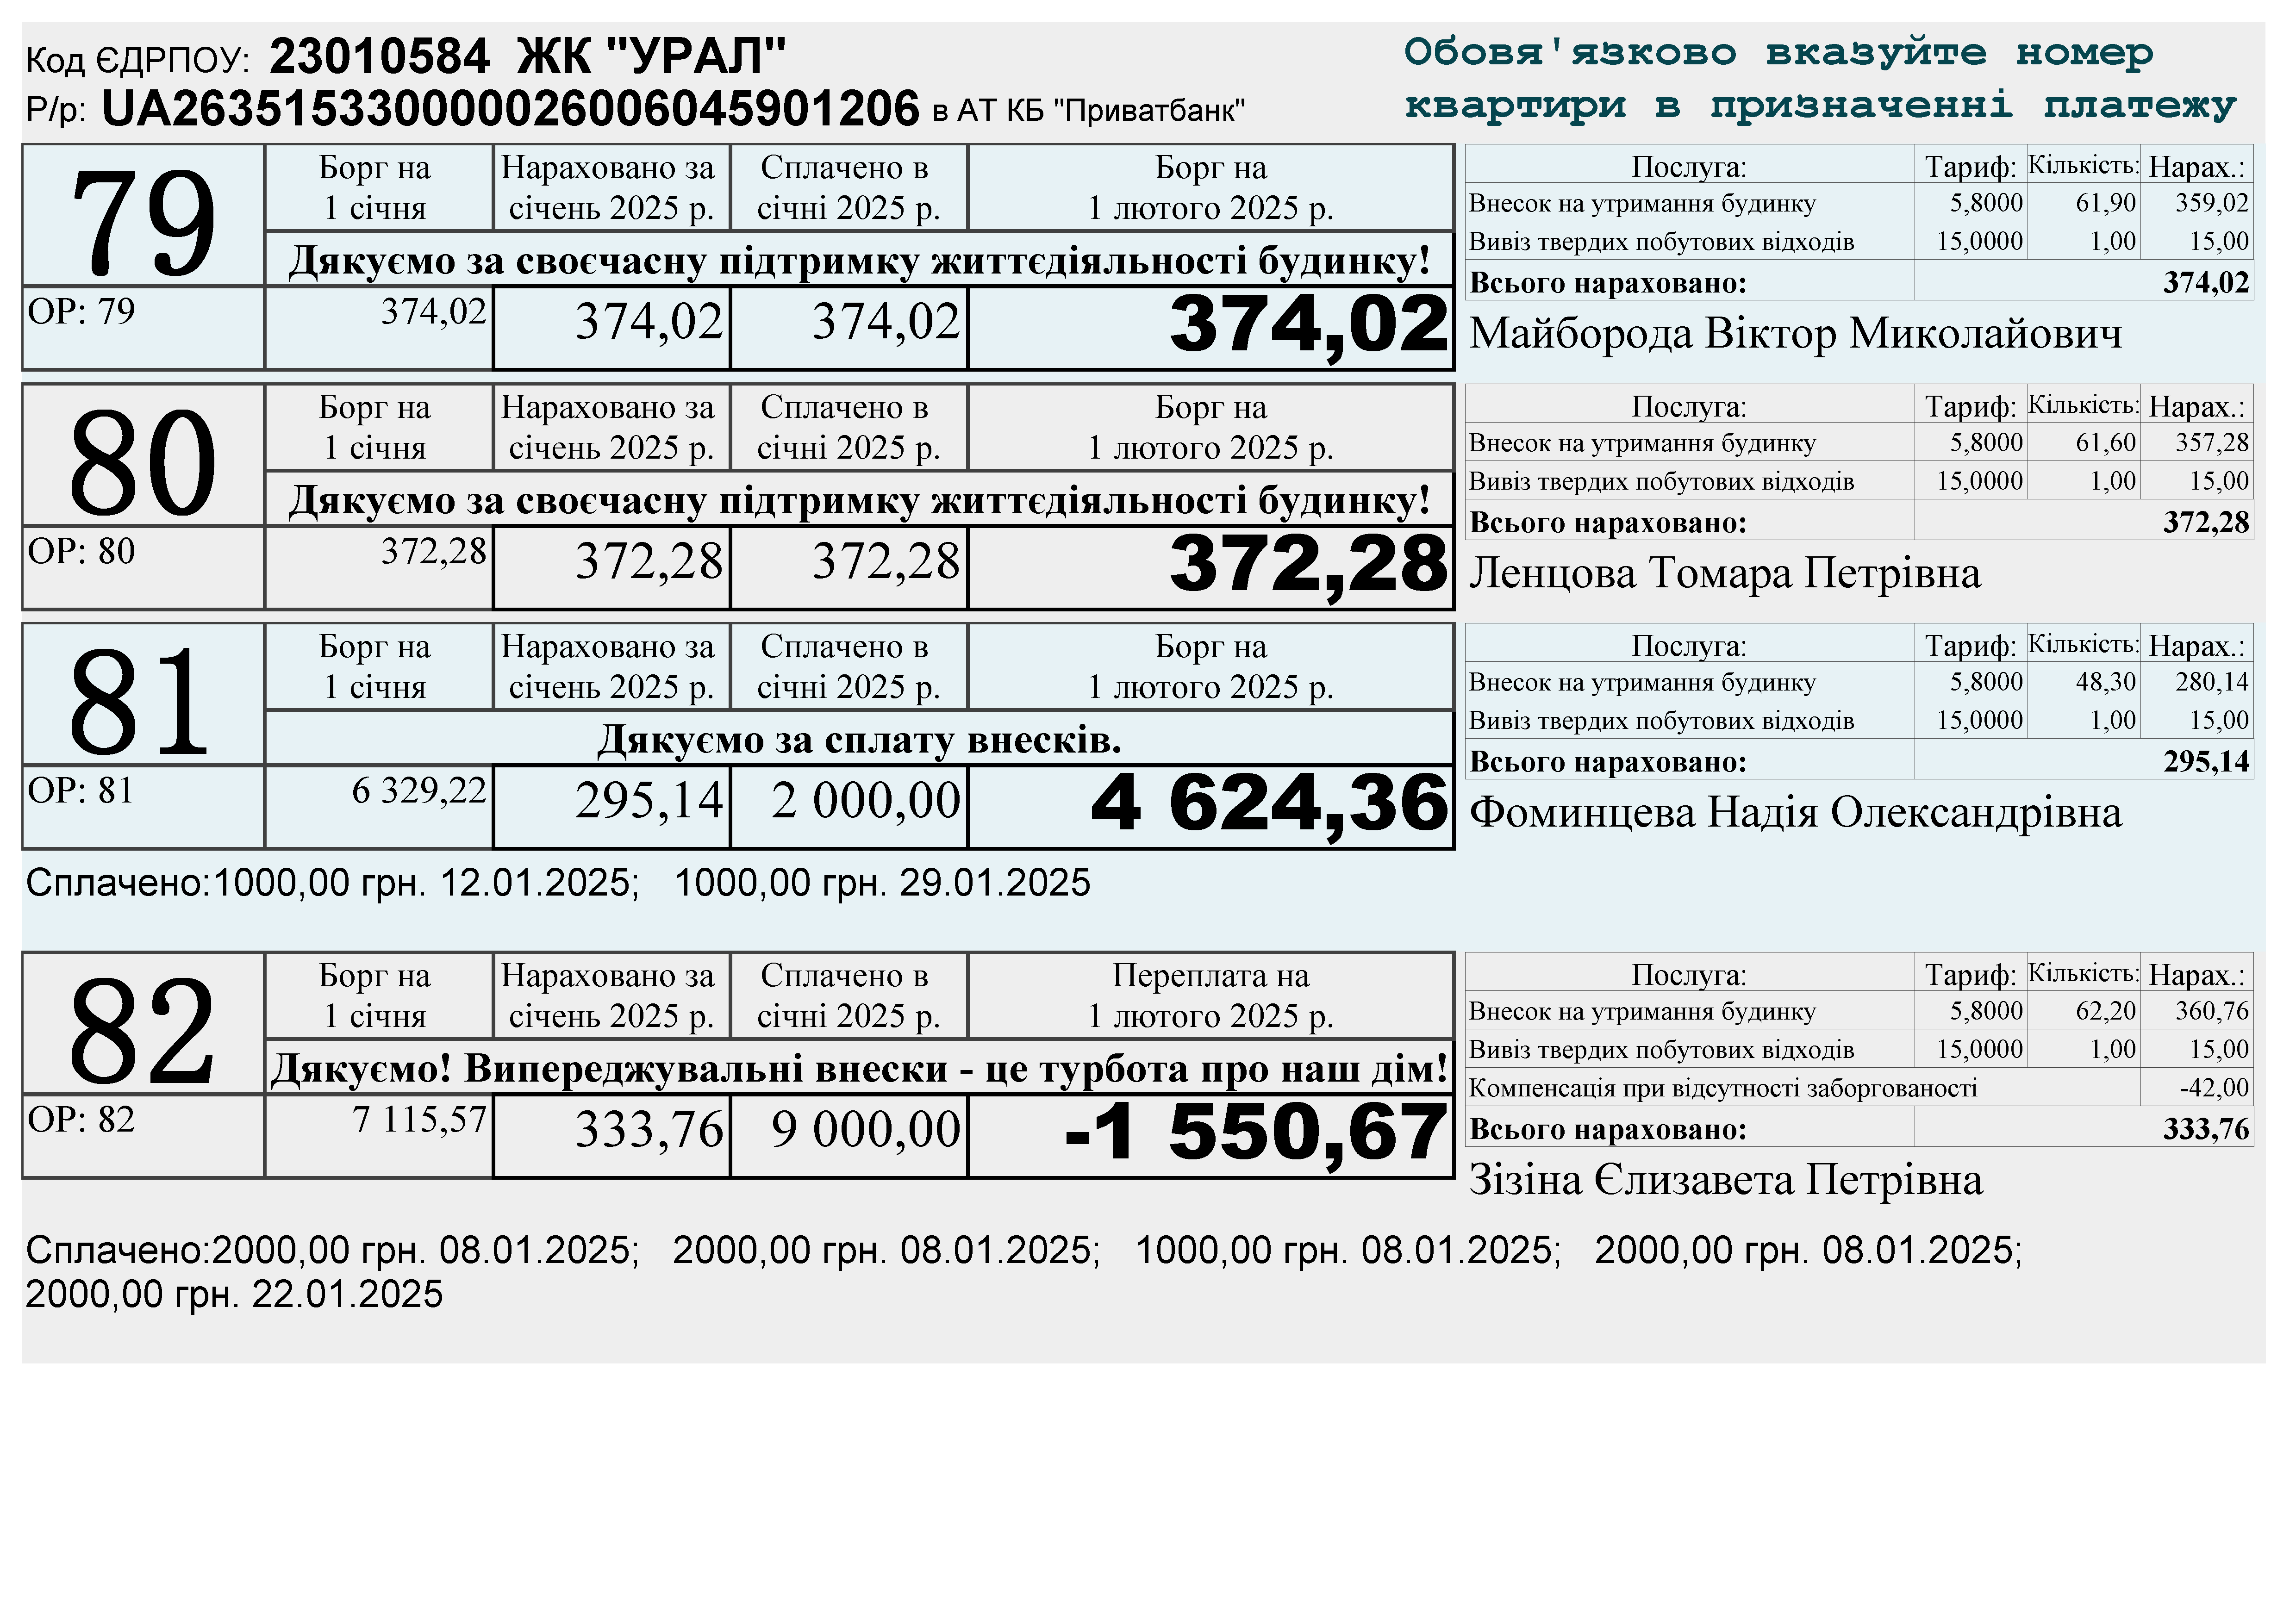 Код ЄДРПОУ: 23010584 ЖК "УРАЛ"
Р/р: UA263515330000026006045901206 в АТ КБ "Приватбанк"
Обовя'язково вказуйте номер
квартири в призначенні платежу
79
Борг на Нараховано за Сплачено в Борг на
1 січня січень 2025 р. січні 2025 р. 1 лютого 2025 р.
Дякуємо за своєчасну підтримку життєдіяльності будинку!
ОР: 79 374,02 374,02 374,02 374,02
Послуга: Тариф: Кількість: Нарах.:
Внесок на утримання будинку 5,8000 61,90 359,02
Вивіз твердих побутових відходів 15,0000 1,00 15,00
Всього нараховано: 374,02
Майборода Віктор Миколайович
80
Борг на Нараховано за Сплачено в Борг на
1 січня січень 2025 р. січні 2025 р. 1 лютого 2025 р.
Дякуємо за своєчасну підтримку життєдіяльності будинку!
ОР: 80 372,28 372,28 372,28 372,28
Послуга: Тариф: Кількість: Нарах.:
Внесок на утримання будинку 5,8000 61,60 357,28
Вивіз твердих побутових відходів 15,0000 1,00 15,00
Всього нараховано: 372,28
Ленцова Томара Петрівна
81
Борг на Нараховано за Сплачено в Борг на
1 січня січень 2025 р. січні 2025 р. 1 лютого 2025 р.
Дякуємо за сплату внесків.
ОР: 81 6 329,22 295,14 2 000,00 4 624,36
Послуга: Тариф: Кількість: Нарах.:
Внесок на утримання будинку 5,8000 48,30 280,14
Вивіз твердих побутових відходів 15,0000 1,00 15,00
Всього нараховано: 295,14
Фоминцева Надія Олександрівна
Сплачено:1000,00 грн. 12.01.2025; 1000,00 грн. 29.01.2025
82
Борг на Нараховано за Сплачено в Переплата на
1 січня січень 2025 р. січні 2025 р. 1 лютого 2025 р.
Дякуємо! Випереджувальні внески - це турбота про наш дім!
ОР: 82 7 115,57 333,76 9 000,00 -1 550,67
Послуга: Тариф: Кількість: Нарах.:
Внесок на утримання будинку 5,8000 62,20 360,76
Вивіз твердих побутових відходів 15,0000 1,00 15,00
Компенсація при відсутності заборгованості -42,00
Всього нараховано: 333,76
Зізіна Єлизавета Петрівна
Сплачено:2000,00 грн. 08.01.2025; 2000,00 грн. 08.01.2025; 1000,00 грн. 08.01.2025; 2000,00 грн. 08.01.2025;
2000,00 грн. 22.01.2025